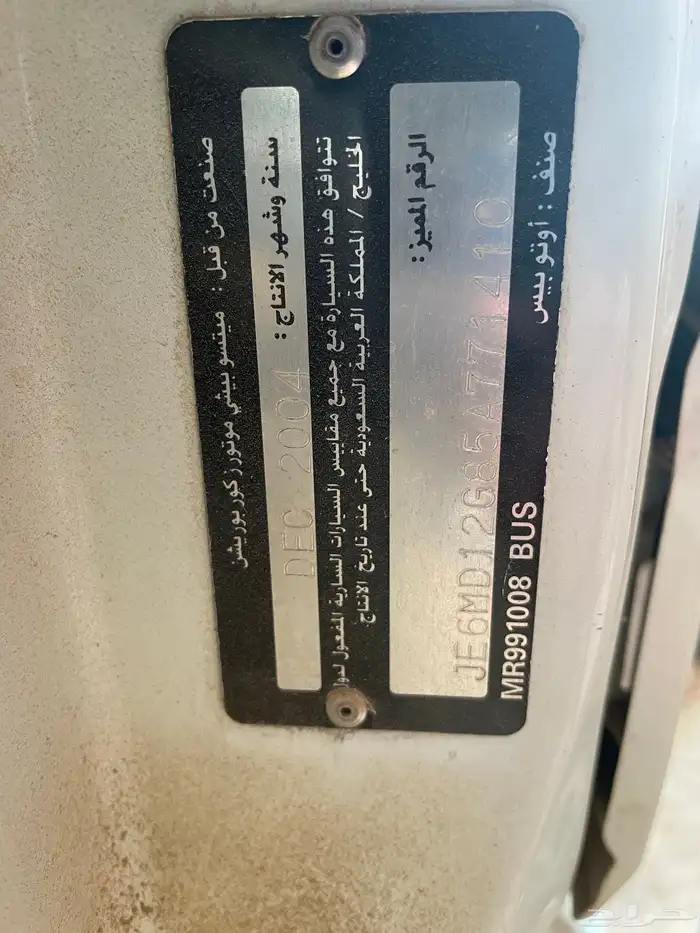 صنعت من قبل : ميتسوبيشي موتورز كوربوريشن
سنة وشهر الانتاج :
DEC 2004
تتوافق هذه السيارة مع جميع مقاييس السيارات السارية المفعول لدول
الخليج / المملكة العربية السعودية حتى عند تاريخ الانتاج.
الرقم المميز :
JE6MD12G85A771410
صنف : أوتوبيس
MR991008 BUS
حراج